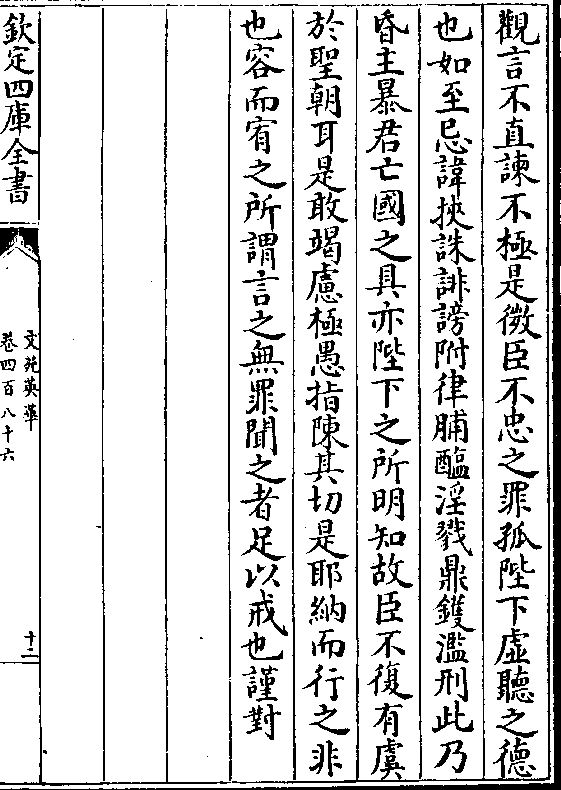 觀言不直諫不極是微臣不忠之罪孤陛下虛聽之德
也如至忌諱挾誅誹謗附律脯醢淫戮鼎鑊濫刑此乃
昏主暴君亡國之具亦陛下之所明知故臣不復有虞
於聖朝耳是敢竭慮極愚指陳其切是耶納而行之非
也容而宥之所謂言之無罪聞之者足以戒也謹對
欽定四庫全書
文苑英華
卷四百八十六
十二